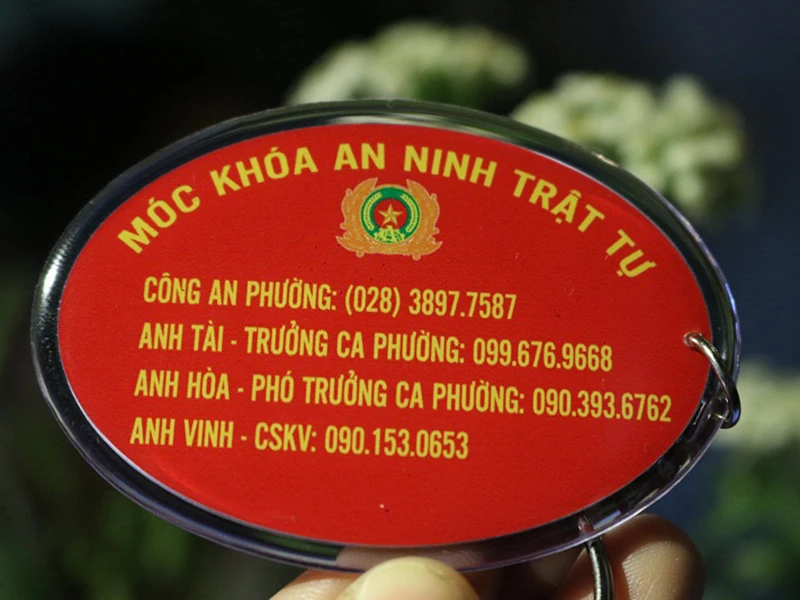 MÓC KHÓA AN NINH TRẬT TỰ
CÔNG AN PHƯỜNG: (028) 3897.7587
ANH TÀI - TRƯỞNG CA PHƯỜNG: 099.676.9668
ANH HÒA - PHÓ TRƯỞNG CA PHƯỜNG: 090.393.6762
ANH VINH - CSKV: 090.153.0653